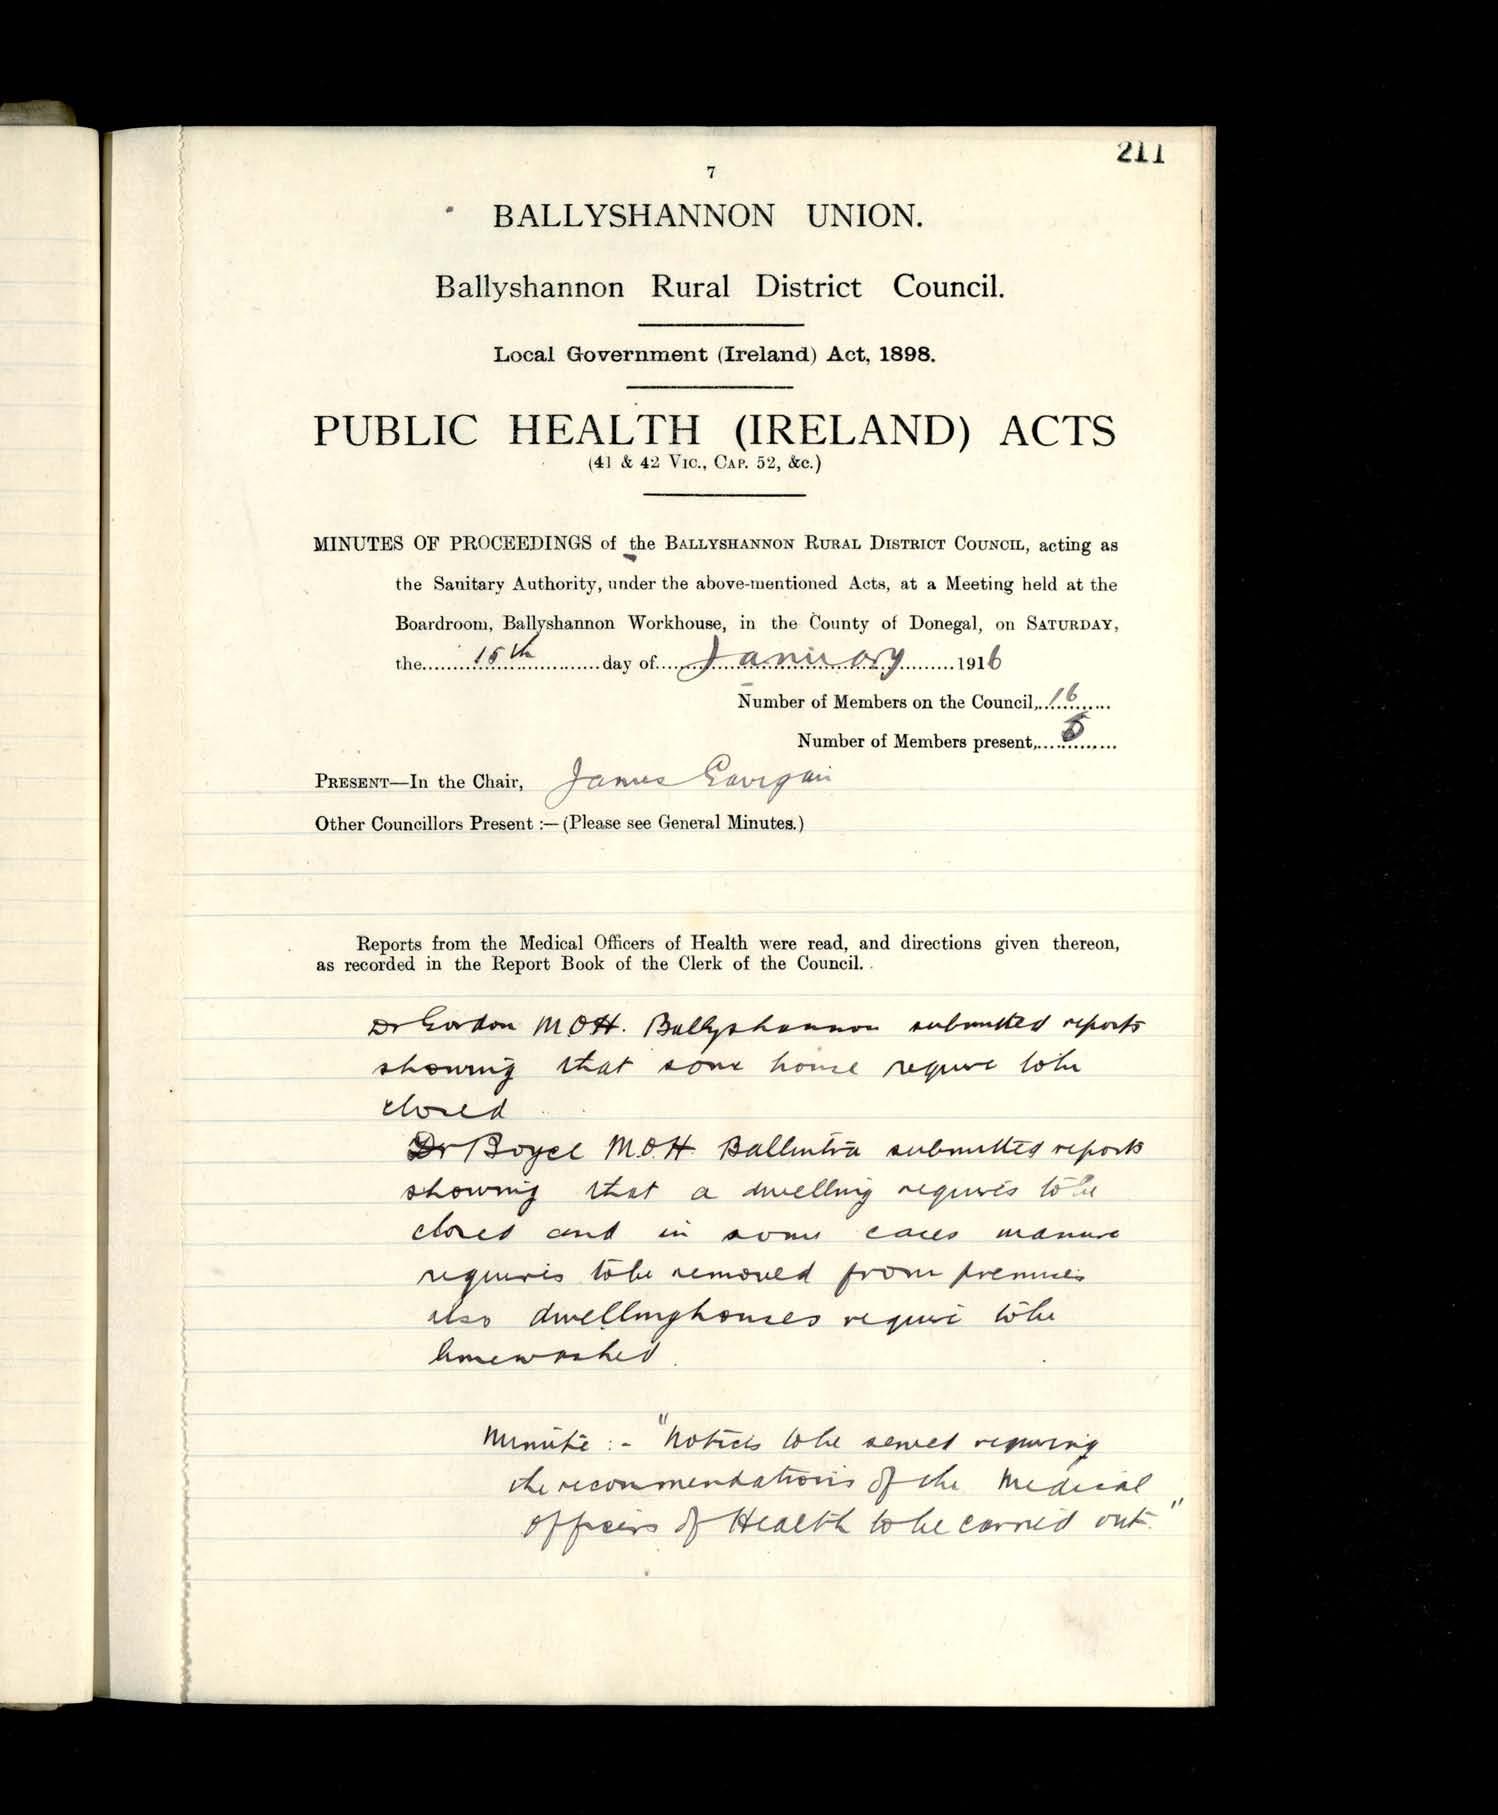 211
7
BALLYSHANNON UNION.
Ballyshannon Rural District Council.
Local Government (Ireland) Act, 1898.
PUBLIC HEALTH (IRELAND) ACTS
(41 & 42 Vic., Cap. 52, &c.)
MINUTES OF PROCEEDINGS of the Ballyshannon Rural District Council, acting as
the Sanitary Authority, under the above-mentioned Acts, at a Meeting held at the
Boardroom, Ballyshannon Workhouse, in the County of Donegal, on Saturday,
the 15th day of January 1916
Number of Members on the Council, 16
Number of Members present,
Present—In the Chair, James Gavigan
Other Councillors Present :—(Please see General Minutes.)
Reports from the Medical Officers of Health were read, and directions given thereon,
as recorded in the Report Book of the Clerk of the Council.
Dr Gordon M.O.H. Ballyshannon submitted reports
showing that some house require to be
closed
Dr Boyce M.O.H. Ballintra submitted reports
showing that a dwelling requires to be
closed and in some cases manure
requires to be removed from premises
also dwellinghouses require to be
limewashed.
Minute :- "Notices to be served requiring
the recommendations of the Medical
Officers of Health to be carried out."